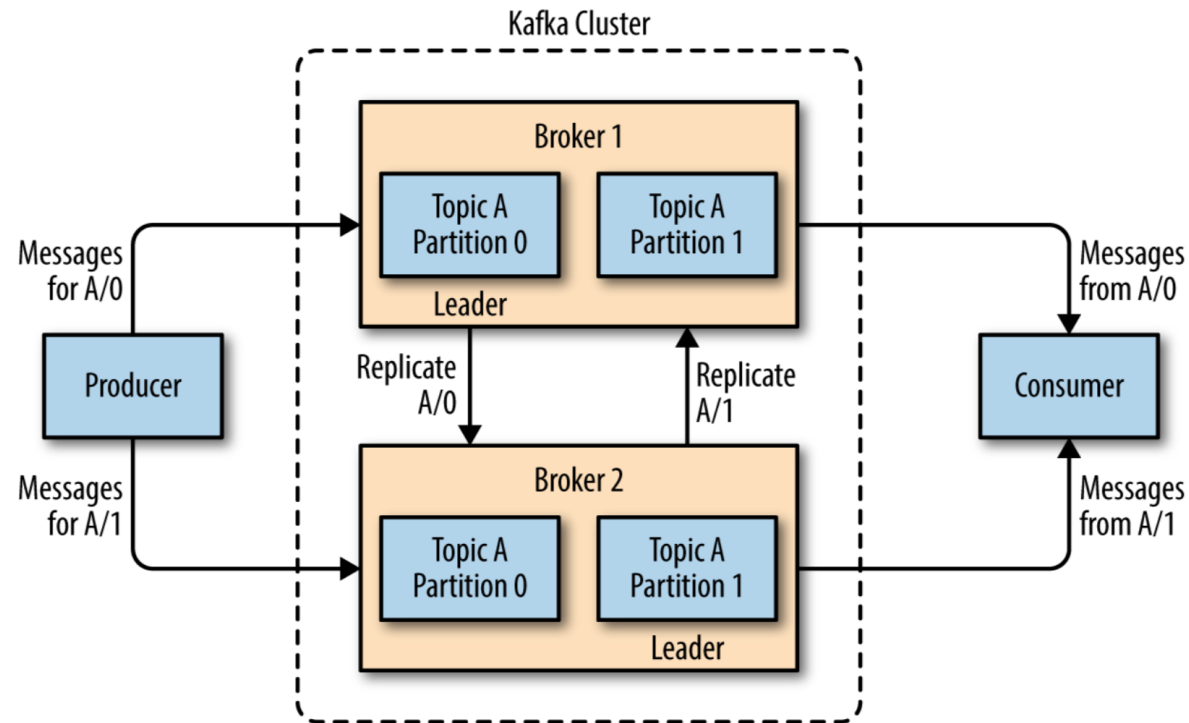 Kafka Cluster
Broker 1
Topic A
Partition 0
Topic A
Partition 1
Leader
Messages
for A/0
Messages
from A/0
Producer
Replicate
A/0
Replicate
A/1
Consumer
Messages
for A/1
Broker 2
Topic A
Partition 0
Topic A
Partition 1
Leader
Messages
from A/1